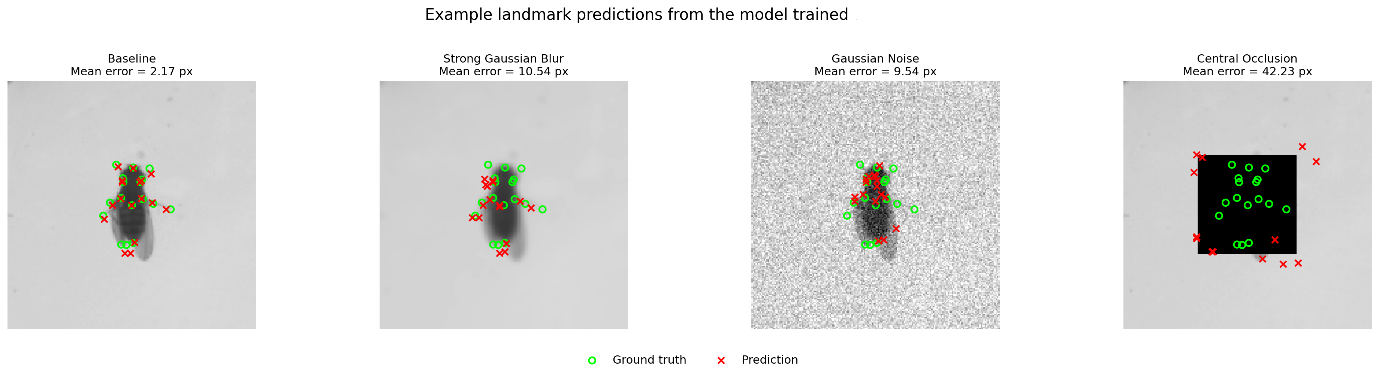 Example landmark predictions from the model trained
Baseline
Mean error = 2.17 px
Strong Gaussian Blur
Mean error = 10.54 px
Gaussian Noise
Mean error = 9.54 px
Central Occlusion
Mean error = 42.23 px
Ground truth
Prediction